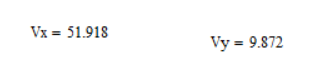 Vx = 51.918
Vy = 9.872